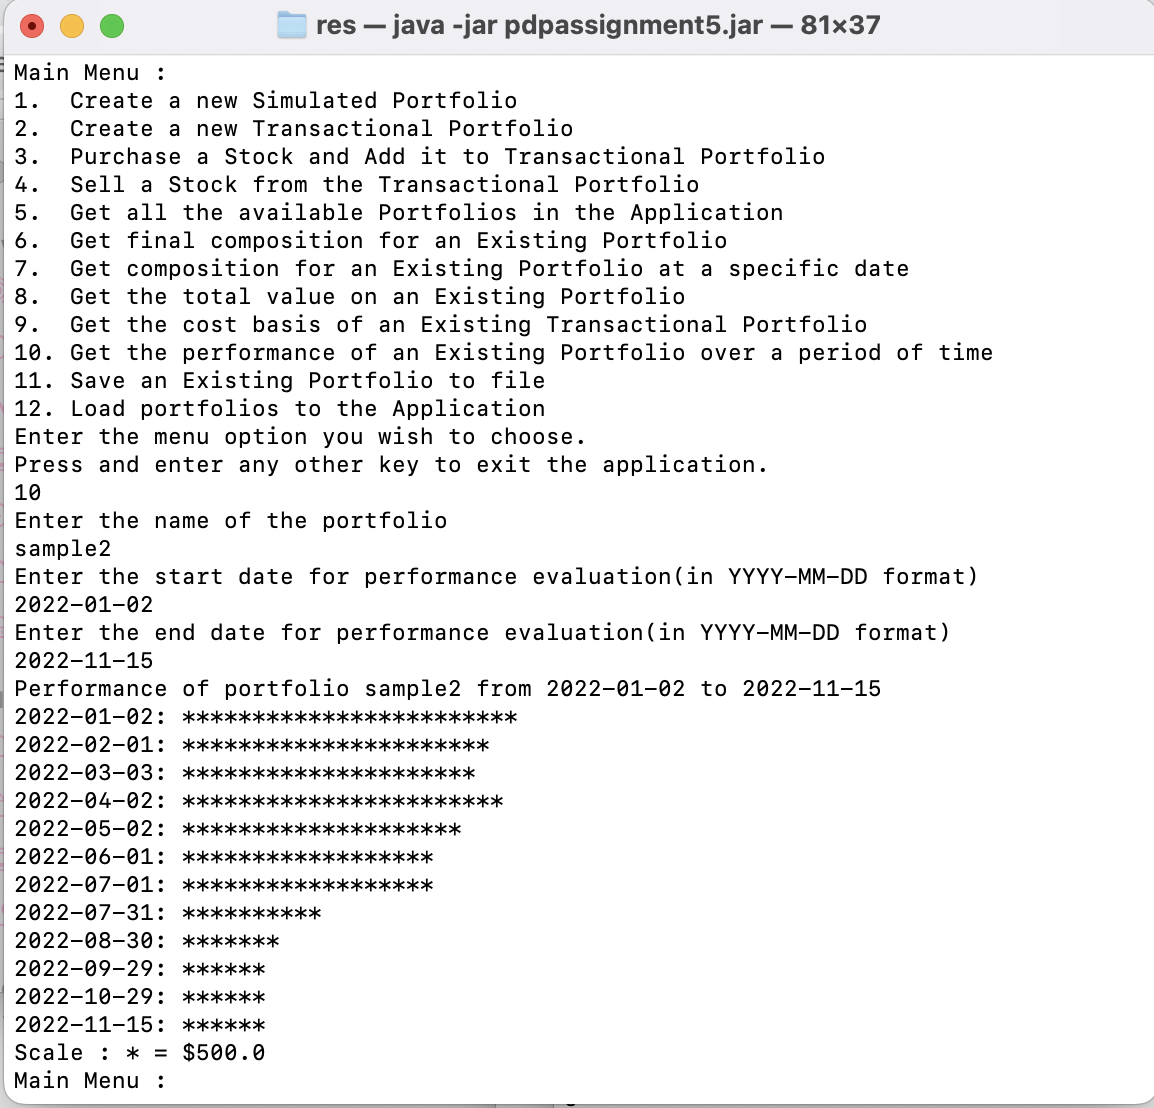 res — java -jar pdpassignment5.jar — 81×37
Main Menu :
1.  Create a new Simulated Portfolio
2.  Create a new Transactional Portfolio
3.  Purchase a Stock and Add it to Transactional Portfolio
4.  Sell a Stock from the Transactional Portfolio
5.  Get all the available Portfolios in the Application
6.  Get final composition for an Existing Portfolio
7.  Get composition for an Existing Portfolio at a specific date
8.  Get the total value on an Existing Portfolio
9.  Get the cost basis of an Existing Transactional Portfolio
10. Get the performance of an Existing Portfolio over a period of time
11. Save an Existing Portfolio to file
12. Load portfolios to the Application
Enter the menu option you wish to choose.
Press and enter any other key to exit the application.
10
Enter the name of the portfolio
sample2
Enter the start date for performance evaluation(in YYYY-MM-DD format)
2022-01-02
Enter the end date for performance evaluation(in YYYY-MM-DD format)
2022-11-15
Performance of portfolio sample2 from 2022-01-02 to 2022-11-15
2022-01-02: ************************
2022-02-01: **********************
2022-03-03: *********************
2022-04-02: ***********************
2022-05-02: ********************
2022-06-01: ******************
2022-07-01: ******************
2022-07-31: **********
2022-08-30: *******
2022-09-29: ******
2022-10-29: ******
2022-11-15: ******
Scale : * = $500.0
Main Menu :